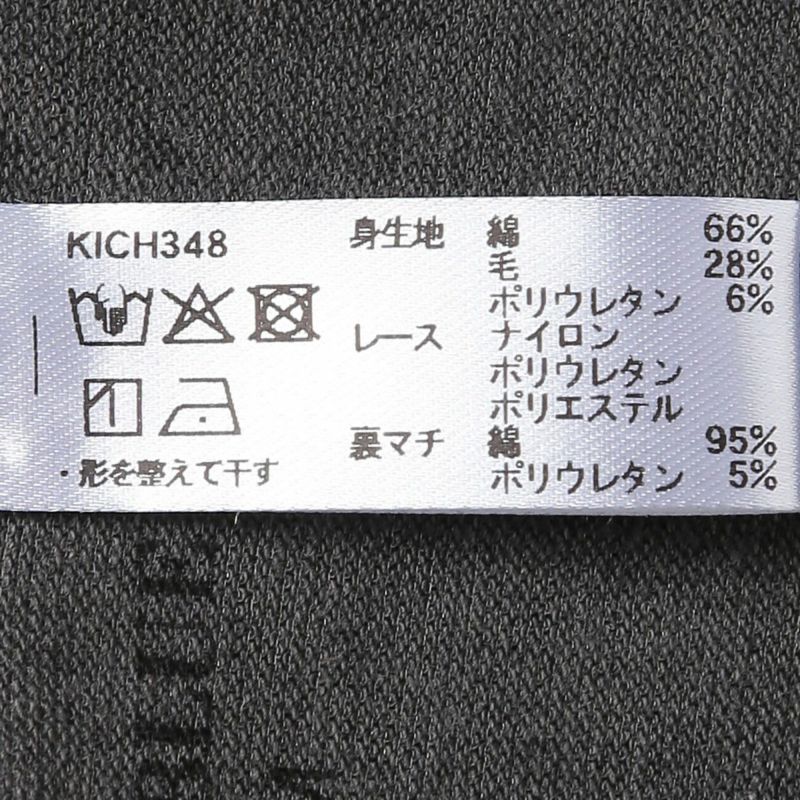 KICH348
・形を整えて干す
身生地 綿 66%
毛 28%
ポリウレタン 6%
レース ナイロン
ポリウレタン
ポリエステル
裏マチ 綿 95%
ポリウレタン 5%